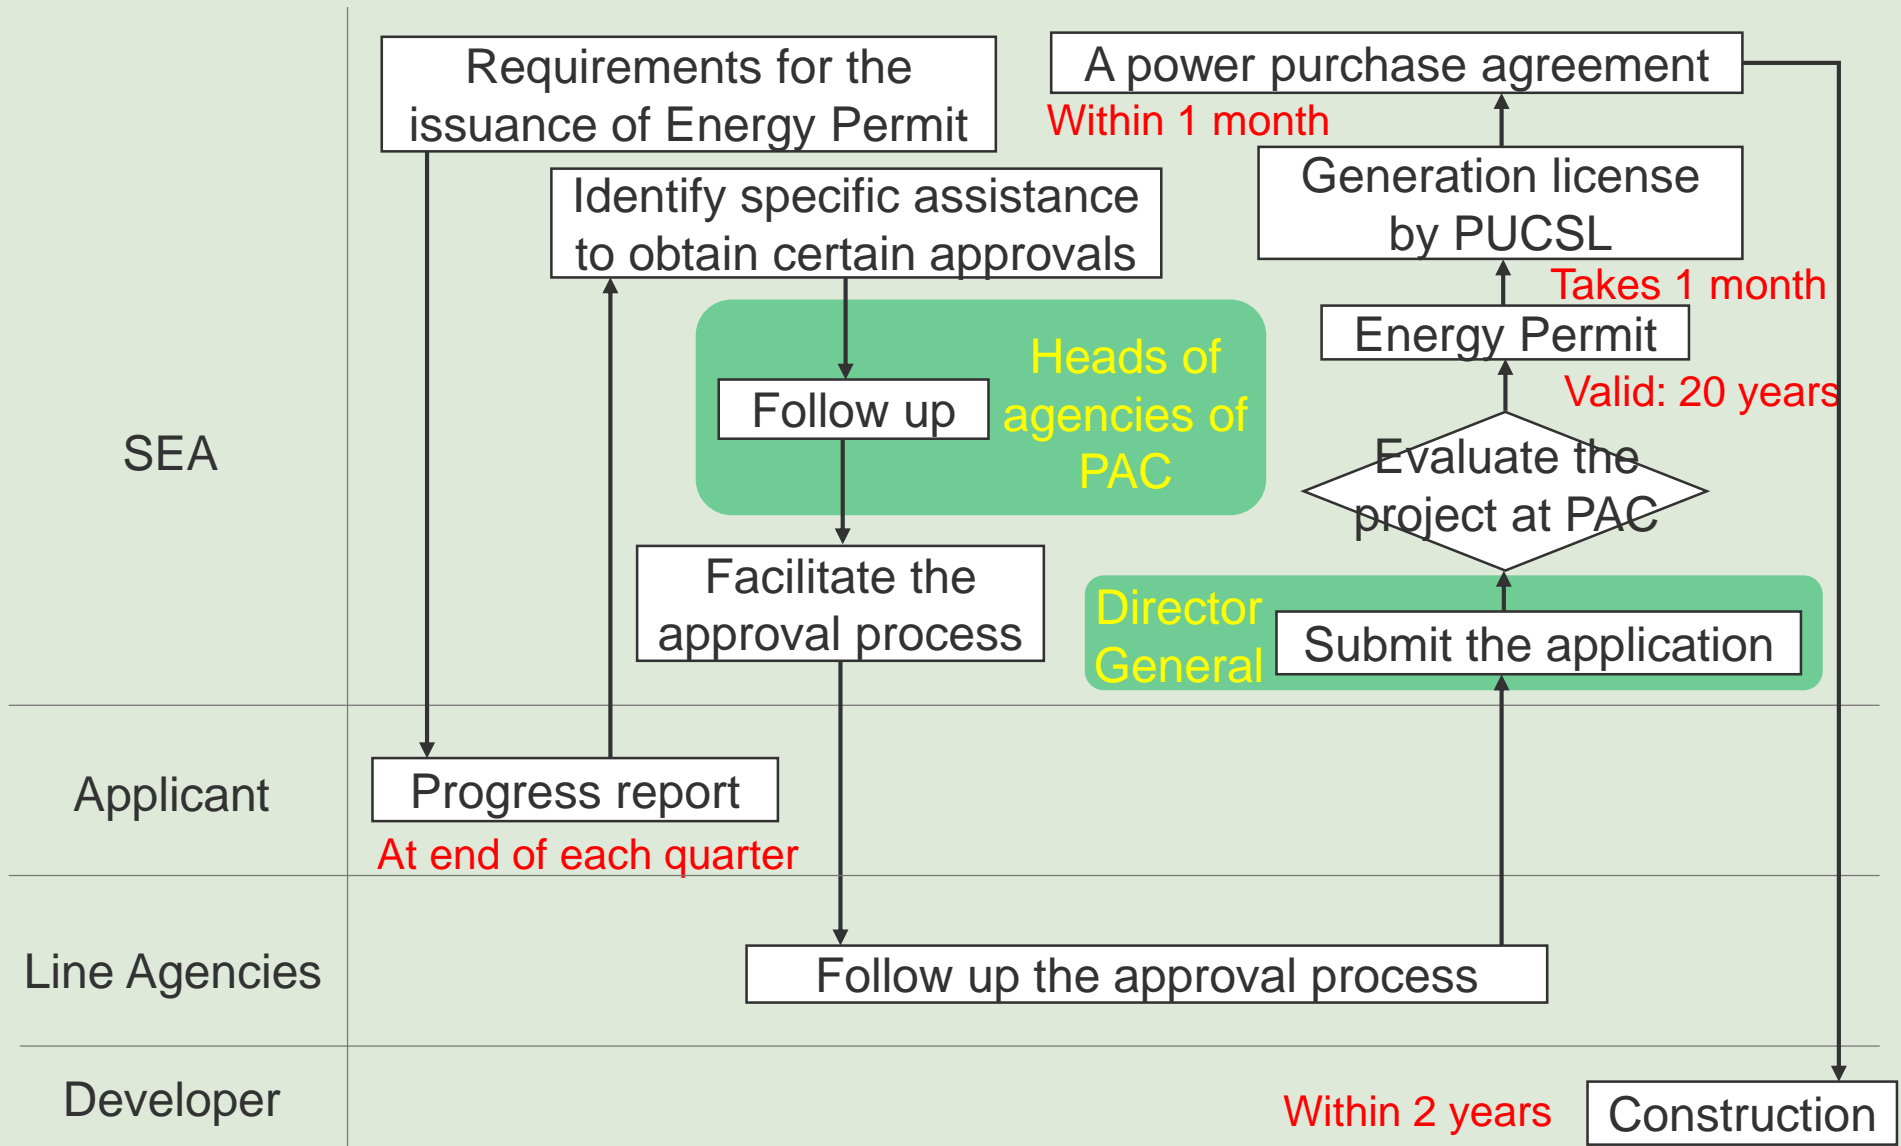 Requirements for the
issuance of Energy Permit
A power purchase agreement
Within 1 month
Identify specific assistance
to obtain certain approvals
Generation license
by PUCSL
Takes 1 month
Energy Permit
Valid: 20 years
Heads of
agencies of
PAC
Follow up
SEA
Evaluate the
project at PAC
Facilitate the
approval process
Director
General
Submit the application
Applicant
Progress report
At end of each quarter
Line Agencies
Follow up the approval process
Developer
Within 2 years
Construction